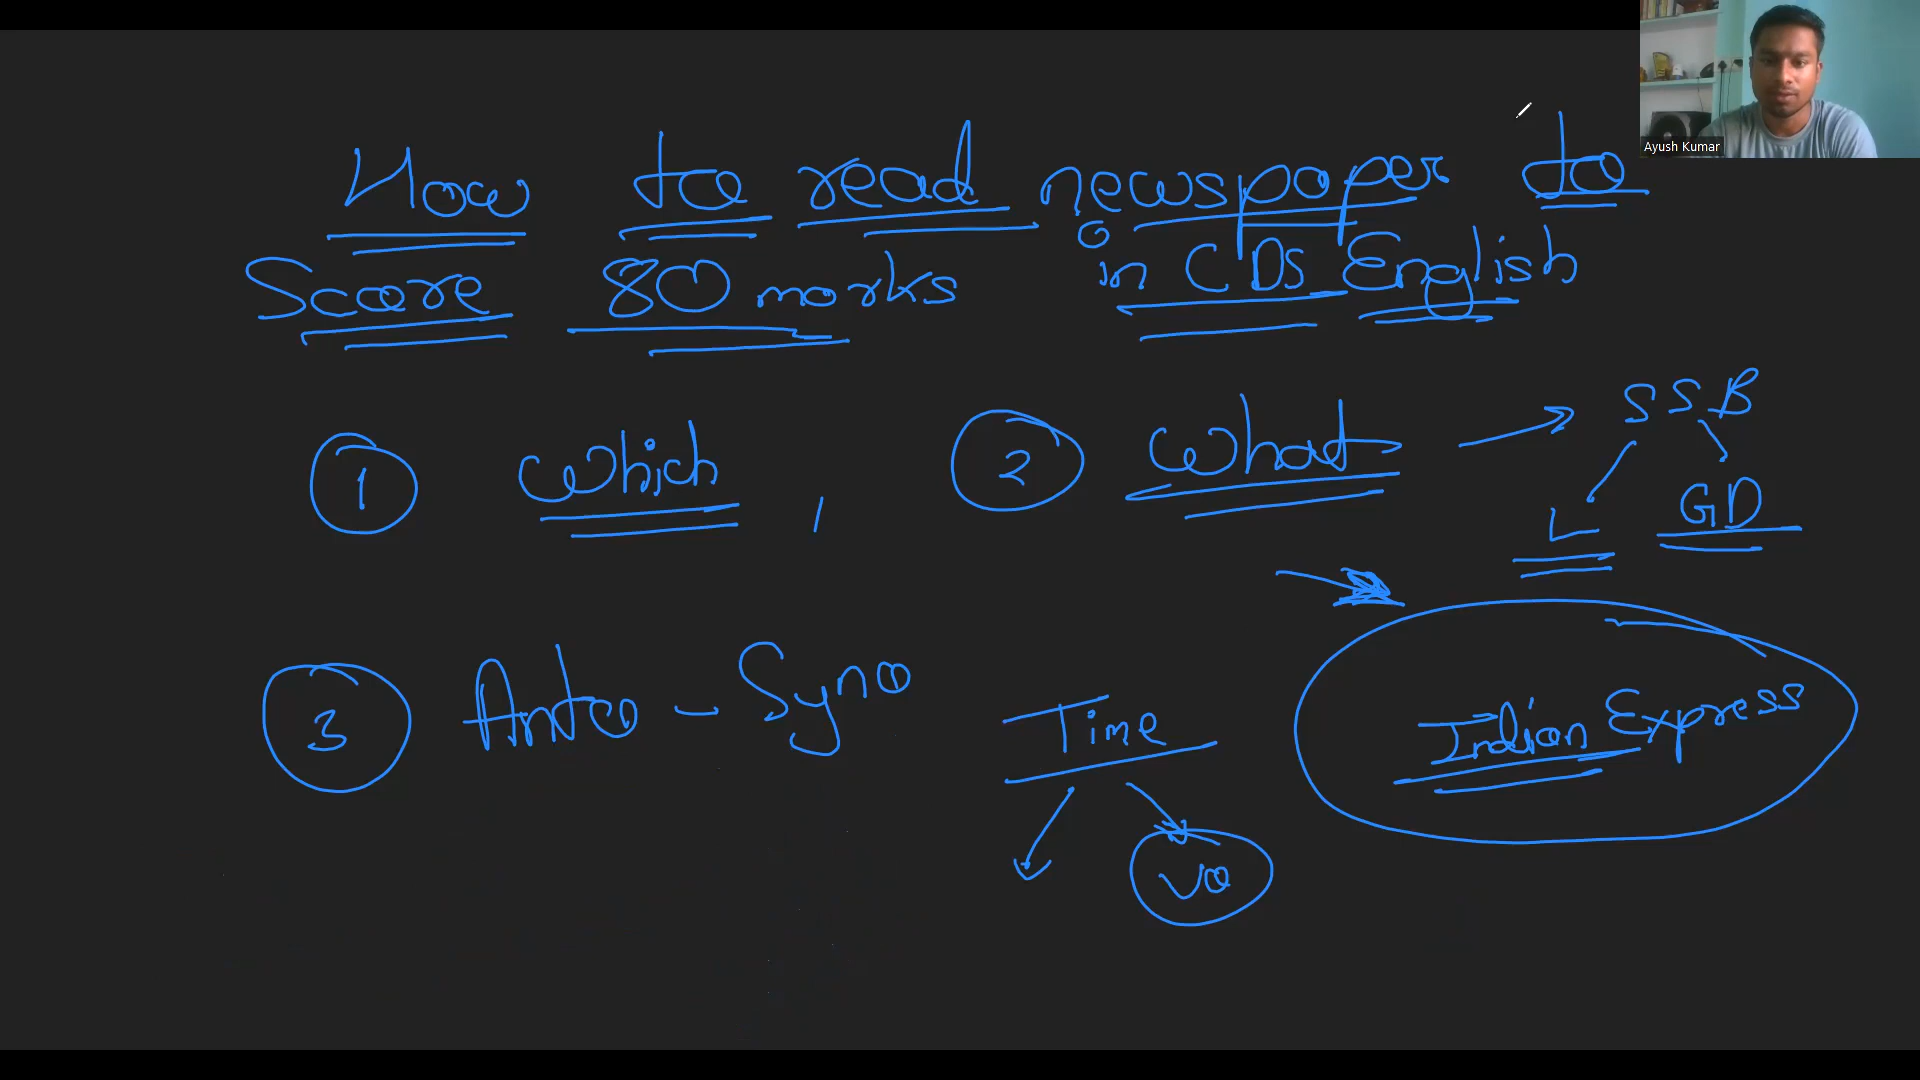 Ayush Kumar
How to read newspaper to
Score 80 marks in CDS English
1 Which, 2 What → SSB
L GD
3 Anto - Syno
Time
Indian Express
vo